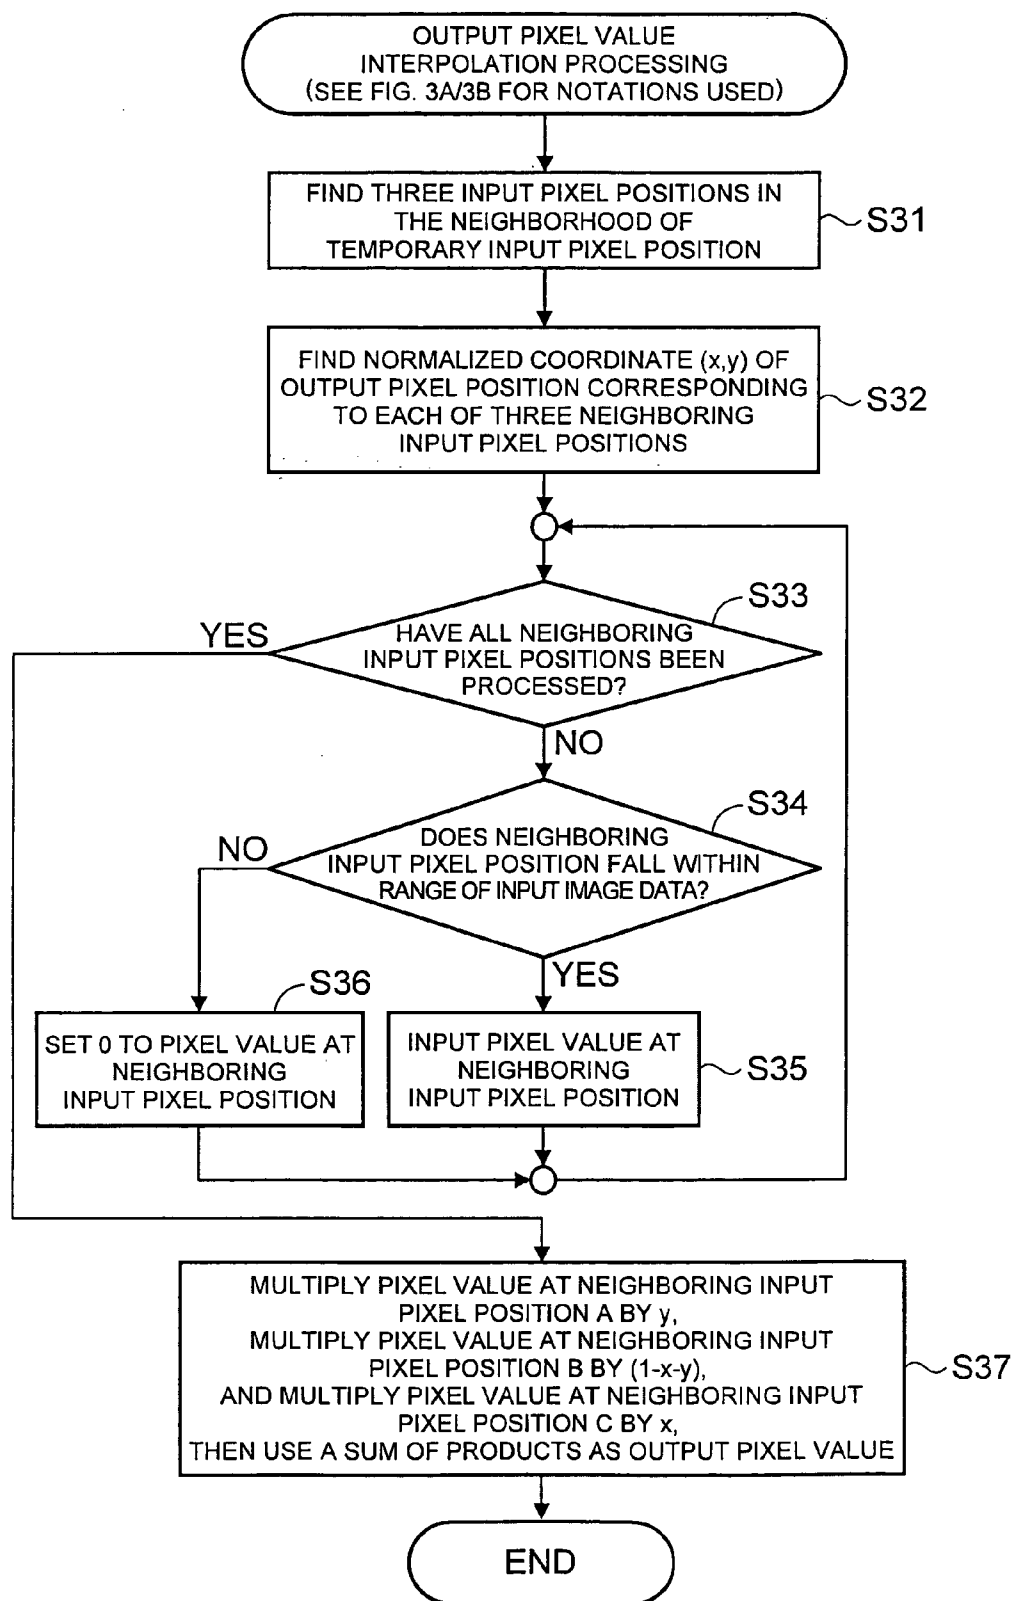 OUTPUT PIXEL VALUE
INTERPOLATION PROCESSING
(SEE FIG. 3A/3B FOR NOTATIONS USED)
FIND THREE INPUT PIXEL POSITIONS IN
THE NEIGHBORHOOD OF
TEMPORARY INPUT PIXEL POSITION
S31
FIND NORMALIZED COORDINATE (x,y) OF
OUTPUT PIXEL POSITION CORRESPONDING
TO EACH OF THREE NEIGHBORING
INPUT PIXEL POSITIONS
S32
S33
YES
HAVE ALL NEIGHBORING
INPUT PIXEL POSITIONS BEEN
PROCESSED?
NO
S34
NO
DOES NEIGHBORING
INPUT PIXEL POSITION FALL WITHIN
RANGE OF INPUT IMAGE DATA?
YES
S36
SET 0 TO PIXEL VALUE AT
NEIGHBORING
INPUT PIXEL POSITION
INPUT PIXEL VALUE AT
NEIGHBORING
INPUT PIXEL POSITION
S35
MULTIPLY PIXEL VALUE AT NEIGHBORING INPUT
PIXEL POSITION A BY y,
MULTIPLY PIXEL VALUE AT NEIGHBORING INPUT
PIXEL POSITION B BY (1-x-y),
AND MULTIPLY PIXEL VALUE AT NEIGHBORING INPUT
PIXEL POSITION C BY x,
THEN USE A SUM OF PRODUCTS AS OUTPUT PIXEL VALUE
S37
END